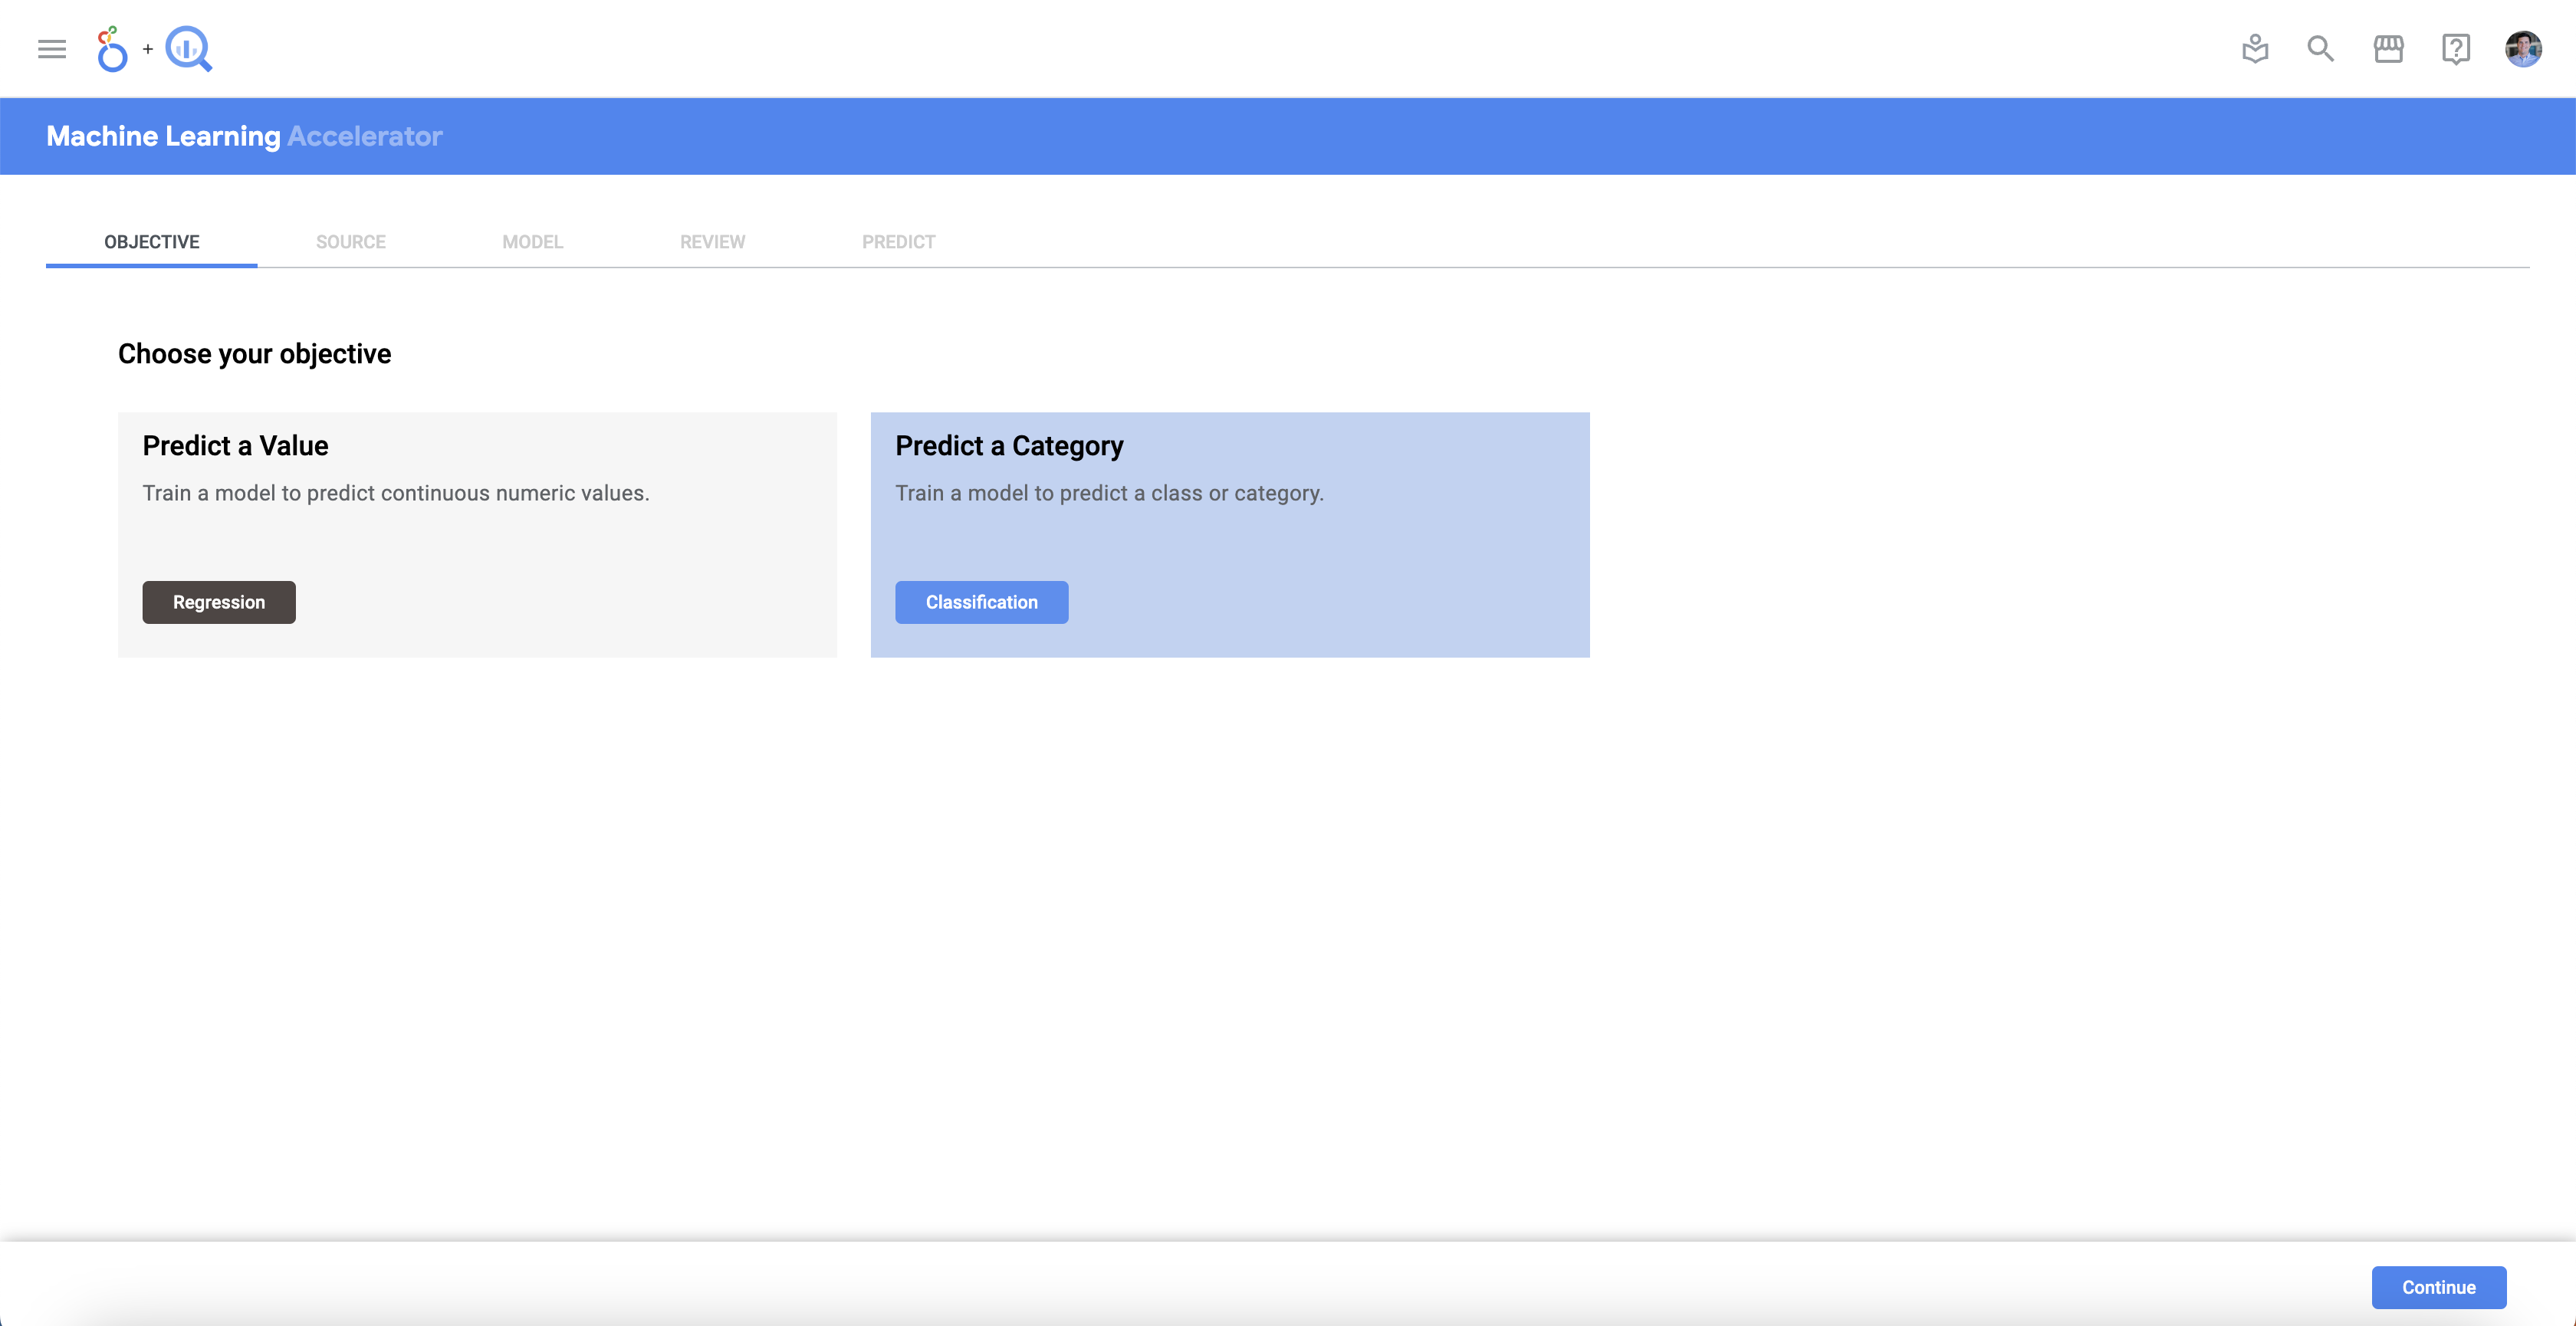 +
Machine Learning Accelerator
OBJECTIVE SOURCE MODEL REVIEW PREDICT
Choose your objective
Predict a Value
Train a model to predict continuous numeric values.
Regression
Predict a Category
Train a model to predict a class or category.
Classification
Continue